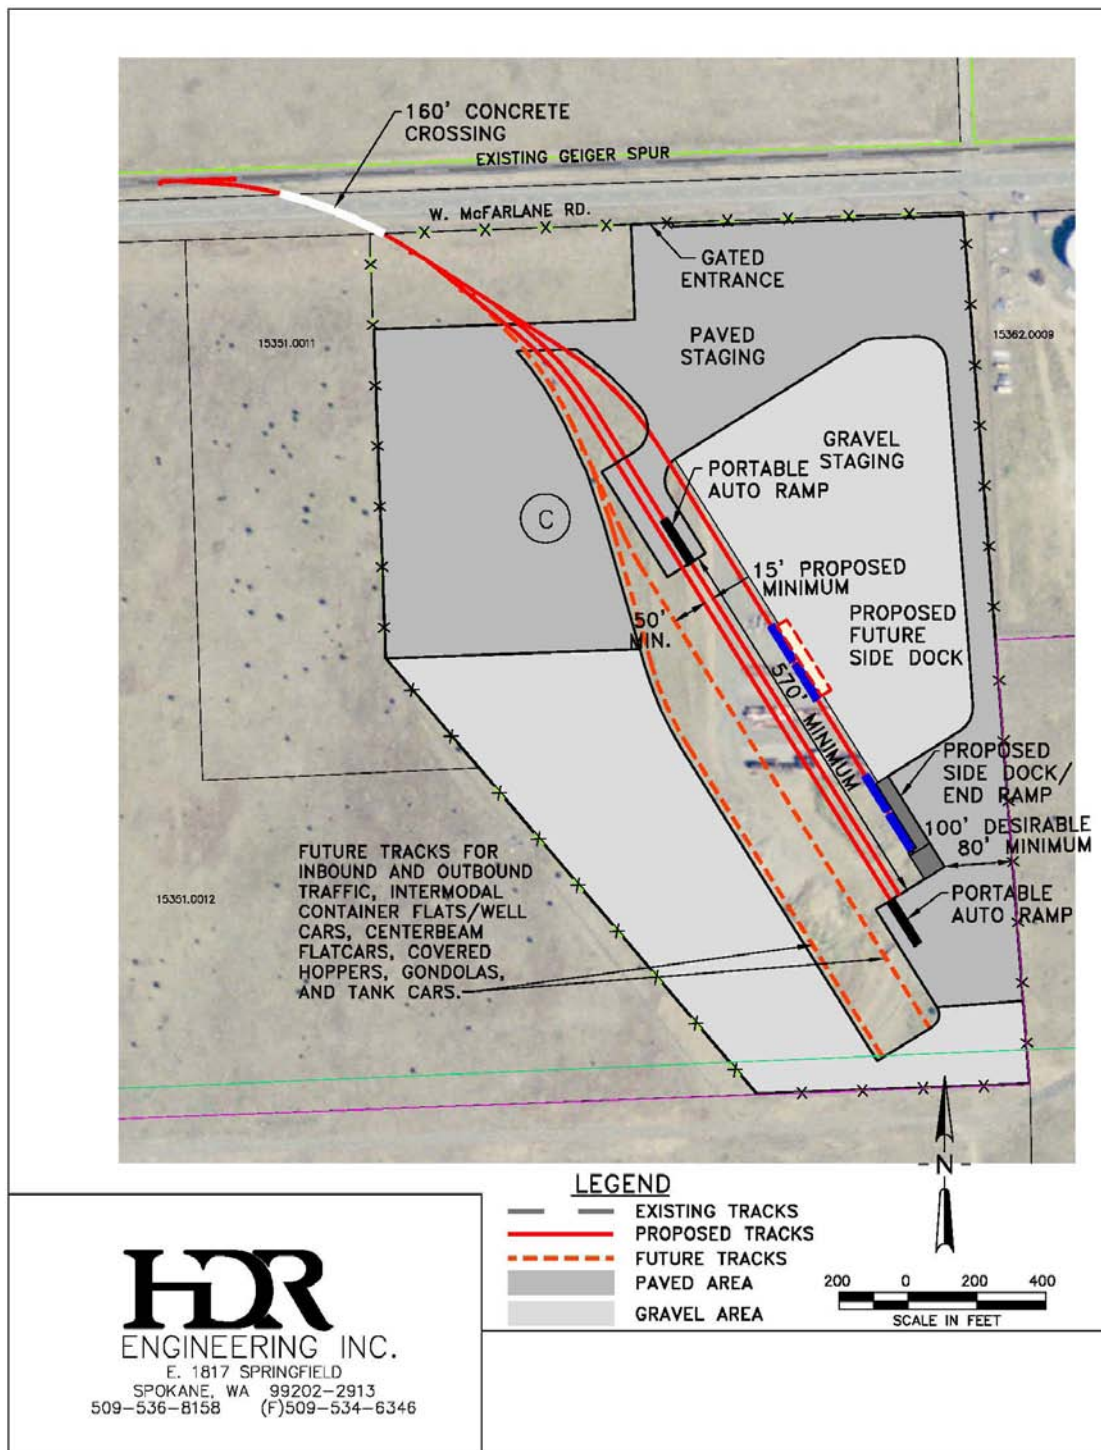 160' CONCRETE
CROSSING
EXISTING GEIGER SPUR
W. McFARLANE RD.
GATED
ENTRANCE
PAVED
STAGING
15351.0011
15362.0009
GRAVEL
STAGING
PORTABLE
AUTO RAMP
C
15' PROPOSED
MINIMUM
50'
MIN.
PROPOSED
FUTURE
SIDE DOCK
570' MINIMUM
PROPOSED
SIDE DOCK/
END RAMP
100' DESIRABLE
80' MINIMUM
FUTURE TRACKS FOR
INBOUND AND OUTBOUND
TRAFFIC, INTERMODAL
CONTAINER FLATS/WELL
CARS, CENTERBEAM
FLATCARS, COVERED
HOPPERS, GONDOLAS,
AND TANK CARS.
15351.0012
PORTABLE
AUTO RAMP
N
LEGEND
EXISTING TRACKS
PROPOSED TRACKS
FUTURE TRACKS
PAVED AREA
GRAVEL AREA
200 0 200 400
SCALE IN FEET
HDR
ENGINEERING INC.
E. 1817 SPRINGFIELD
SPOKANE, WA 99202-2913
509-536-8158 (F)509-534-6346